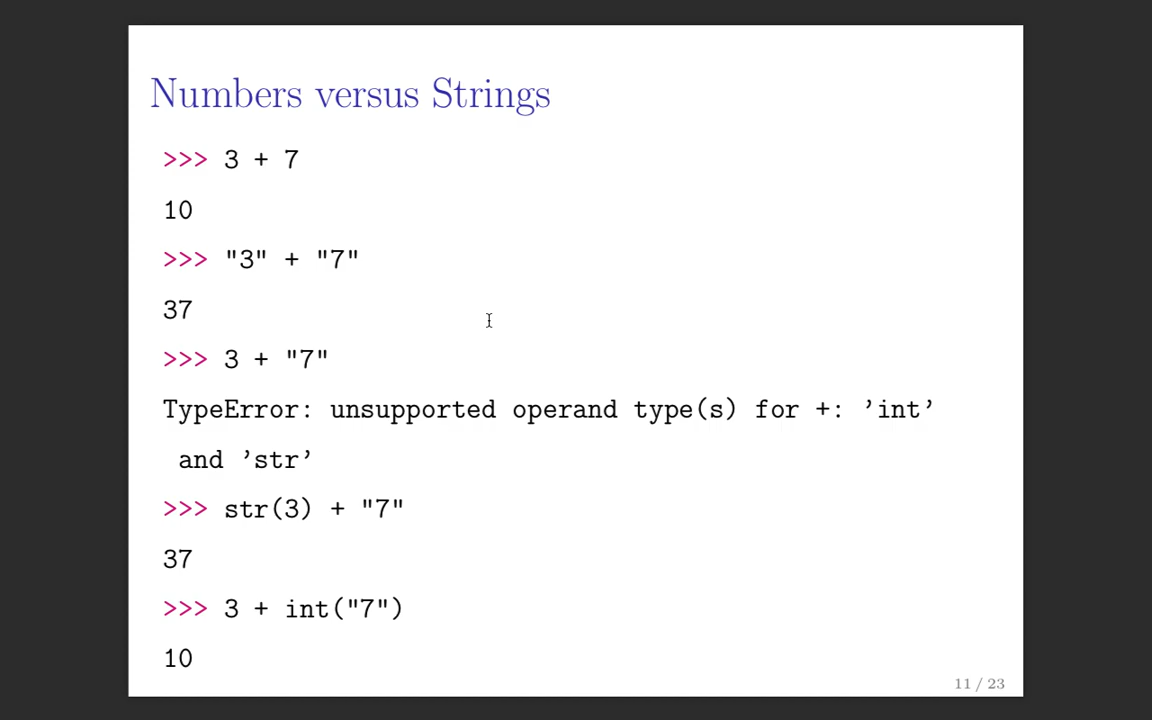 Numbers versus Strings
>>> 3 + 7
10
>>> "3" + "7"
37
>>> 3 + "7"
TypeError: unsupported operand type(s) for +: ’int’
and ’str’
>>> str(3) + "7"
37
>>> 3 + int("7")
10
11 / 23